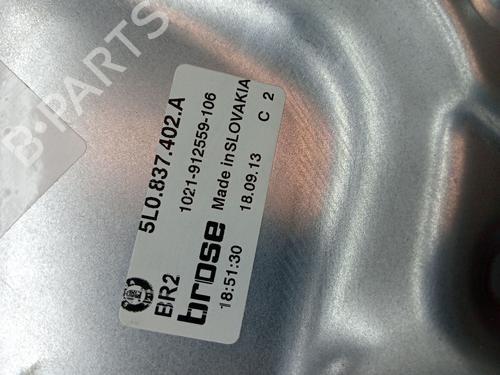 B-PARTS
5L0.837.402.A
1021-912559-106
BR2
brose Made in SLOVAKIA
18:51:30 18.09.13 C 2